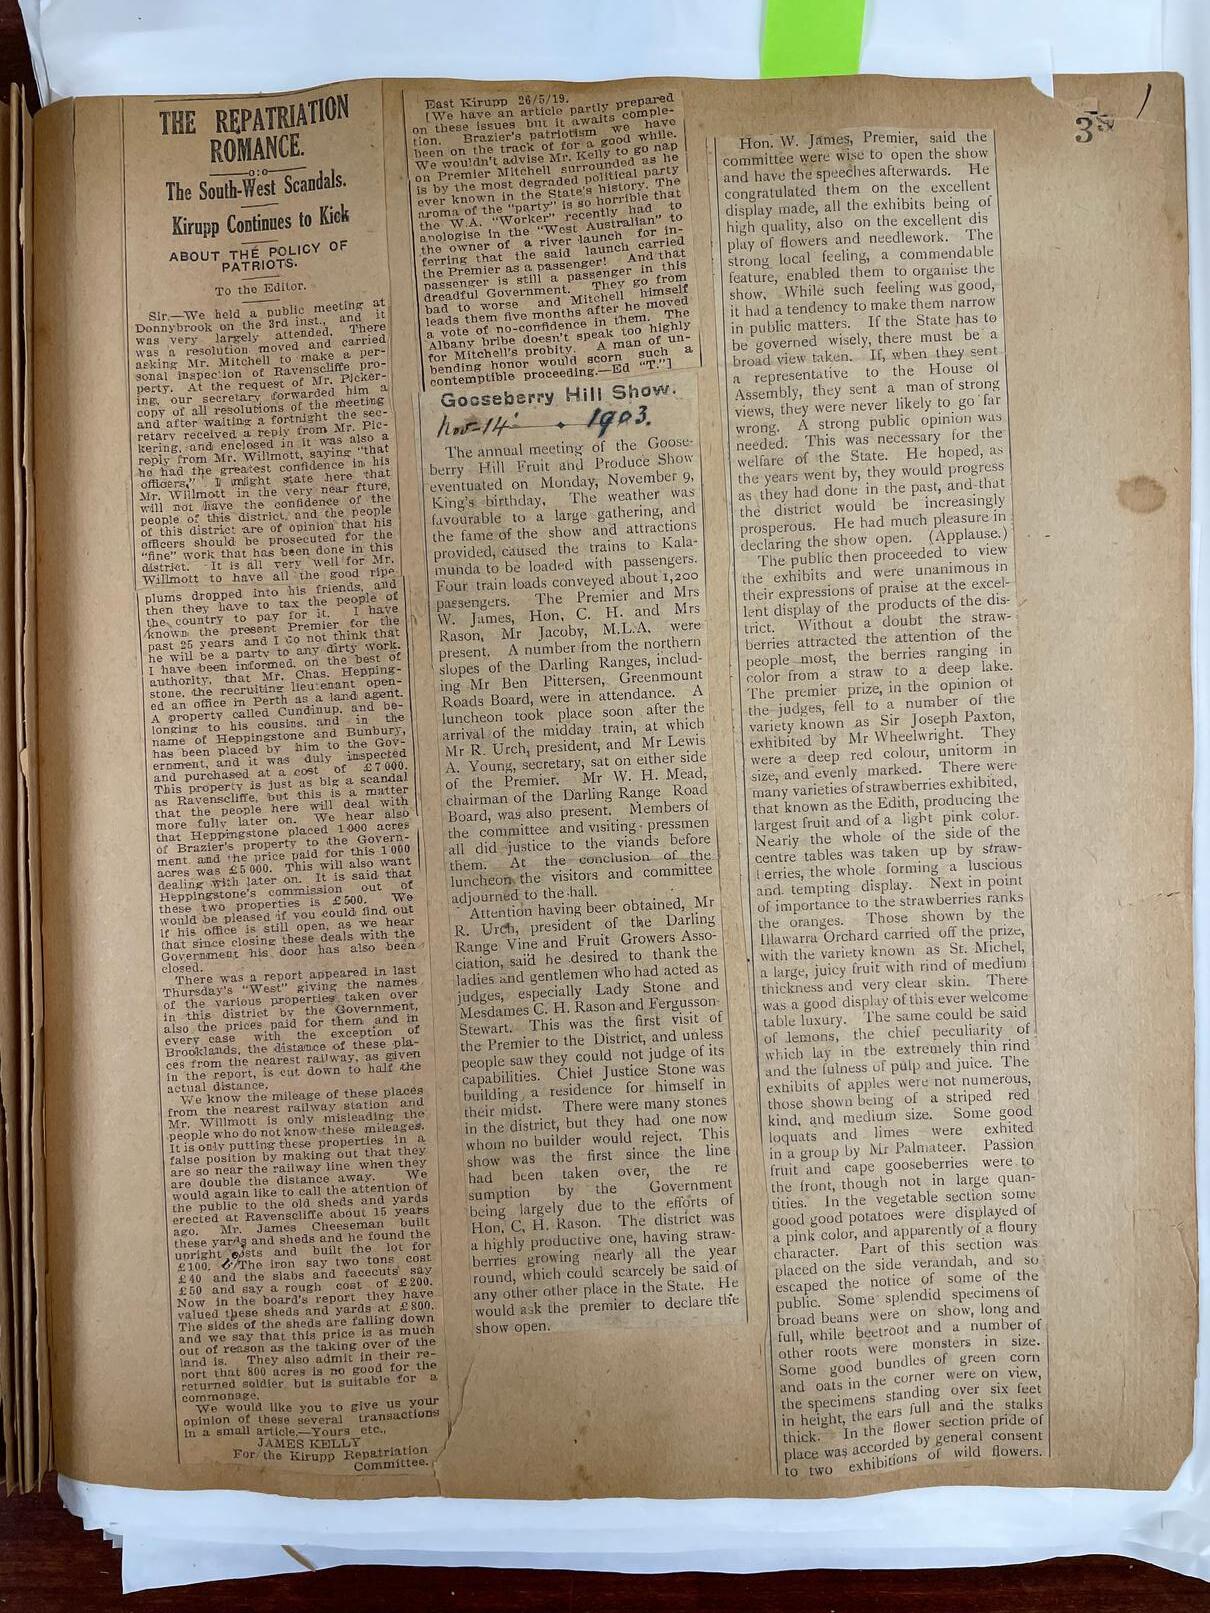 THE REPATRIATION
ROMANCE.
o:o
The South-West Scandals.
Kirupp Continues to Kick
ABOUT THE POLICY OF
PATRIOTS.
To the Editor.
Sir,—We held a public meeting at
Donnybrook on the 3rd inst., and it
was very largely attended. There
was a resolution moved and carried
asking Mr. Mitchell to make a per-
sonal inspection of Ravenscliffe pro-
perty. At the request of Mr. Picker-
ing, our secretary forwarded him a
copy of all resolutions of the meeting
and after waiting a fortnight the sec-
retary received a reply from Mr. Pic-
kering, and enclosed in it was also a
reply from Mr. Willmott, saying "that
he had the greatest confidence in his
officers." I might state here that
Mr. Willmott in the very near fture,
will not have the confidence of the
people of this district, and the people
of this district are of opinion that his
officers should be prosecuted for the
"fine" work that has been done in this
district. It is all very well for Mr.
Willmott to have all the good ripe
plums dropped into his friends, and
then they have to tax the people of
the country to pay for it. I have
known the present Premier for the
past 25 years and I do not think that
he will be a party to any dirty work.
I have been informed, on the best of
authority, that Mr. Chas. Hepping-
stone, the recruiting lieutenant open-
ed an office in Perth as a land agent.
A property called Cundinup, and be-
longing to his cousins, and in the
name of Heppingstone and Bunbury,
has been placed by him to the Gov-
ernment, and it was duly inspected
and purchased at a cost of £7000.
This property is just as big a scandal
as Ravenscliffe, but this is a matter
that the people here will deal with
more fully later on. We hear also
that Heppingstone placed 1000 acres
of Brazier's property to the Govern-
ment and the price paid for this 1000
acres was £5000. This will also want
dealing with later on. It is said that
Heppingstone's commission out of
these two properties is £500. We
would be pleased if you could find out
if his office is still open, as we hear
that since closing these deals with the
Government his door has also been
closed.
There was a report appeared in last
Thursday's "West" giving the names
of the various properties taken over
in this district by the Government,
also the prices paid for them and in
every case with the exception of
Brooklands, the distance of these pla-
ces from the nearest railway, as given
in the report, is cut down to half the
actual distance.
We know the mileage of these places
from the nearest railway station and
Mr. Willmott is only misleading the
people who do not know these mileages.
It is only putting these properties in a
false position by making out that they
are so near the railway line when they
are double the distance away. We
would again like to call the attention of
the public to the old sheds and yards
erected at Ravenscliffe about 15 years
ago. Mr. James Cheeseman built
these yards and sheds and he found the
upright posts and built the lot for
£100. The iron say two tons cost
£40 and the slabs and facecuts say
£50 and say a rough cost of £200.
Now in the board's report they have
valued these sheds and yards at £800.
The sides of the sheds are falling down
and we say that this price is as much
out of reason as the taking over of the
land is. They also admit in their re-
port that 800 acres is no good for the
returned soldier but is suitable for a
commonage.
We would like you to give us your
opinion of these several transactions
in a small article.—Yours etc.,
JAMES KELLY
For the Kirupp Repatriation
Committee.
East Kirupp 26/5/19.
[We have an article partly prepared
on these issues but it awaits comple-
tion. Brazier's patriotism we have
been on the track of for a good while.
We wouldn't advise Mr. Kelly to go nap
on Premier Mitchell surrounded as he
is by the most degraded political party
ever known in the State's history. The
aroma of the "party" is so horrible that
the W.A. "Worker" recently had to
apologise in the "West Australian" to
the owner of a river launch for in-
ferring that the said launch carried
the Premier as a passenger! And that
passenger is still a passenger in this
dreadful Government. They go from
bad to worse and Mitchell himself
leads them five months after he moved
a vote of no-confidence in them. The
Albany bribe doesn't speak too highly
for Mitchell's probity. A man of un-
bending honor would scorn such a
contemptible proceeding.—Ed "T."]
Gooseberry Hill Show.
Nov 14 1903.
The annual meeting of the Goose-
berry Hill Fruit and Produce Show
eventuated on Monday, November 9,
King's birthday. The weather was
favourable to a large gathering, and
the fame of the show and attractions
provided, caused the trains to Kala-
munda to be loaded with passengers.
Four train loads conveyed about 1,200
passengers. The Premier and Mrs
W. James, Hon. C. H. and Mrs
Rason, Mr Jacoby, M.L.A. were
present. A number from the northern
slopes of the Darling Ranges, includ-
ing Mr Ben Pittersen, Greenmount
Roads Board, were in attendance. A
luncheon took place soon after the
arrival of the midday train, at which
Mr R. Urch, president, and Mr Lewis
A. Young, secretary, sat on either side
of the Premier. Mr W. H. Mead,
chairman of the Darling Range Road
Board, was also present. Members of
the committee and visiting pressmen
all did justice to the viands before
them. At the conclusion of the
luncheon the visitors and committee
adjourned to the hall.
Attention having beer obtained, Mr
R. Urch, president of the Darling
Range Vine and Fruit Growers Asso-
ciation, said he desired to thank the
ladies and gentlemen who had acted as
judges, especially Lady Stone and
Mesdames C. H. Rason and Fergusson-
Stewart. This was the first visit of
the Premier to the District, and unless
people saw they could not judge of its
capabilities. Chief Justice Stone was
building a residence for himself in
their midst. There were many stones
in the district, but they had one now
whom no builder would reject. This
show was the first since the line
had been taken over, the re
sumption by the Government
being largely due to the efforts of
Hon, C, H. Rason. The district was
a highly productive one, having straw-
berries growing nearly all the year
round, which could scarcely be said of
any other other place in the State. He
would ask the premier to declare the
show open.
38
Hon. W. James, Premier, said the
committee were wise to open the show
and have the speeches afterwards. He
congratulated them on the excellent
display made, all the exhibits being of
high quality, also on the excellent dis
play of flowers and needlework. The
strong local feeling, a commendable
feature, enabled them to organise the
show. While such feeling was good,
it had a tendency to make them narrow
in public matters. If the State has to
be governed wisely, there must be a
broad view taken. If, when they sent
a representative to the House of
Assembly, they sent a man of strong
views, they were never likely to go far
wrong. A strong public opinion was
needed. This was necessary for the
welfare of the State. He hoped, as
the years went by, they would progress
as they had done in the past, and that
the district would be increasingly
prosperous. He had much pleasure in
declaring the show open. (Applause.)
The public then proceeded to view
the exhibits and were unanimous in
their expressions of praise at the excel-
lent display of the products of the dis-
trict. Without a doubt the straw-
berries attracted the attention of the
people most, the berries ranging in
color from a straw to a deep lake.
The premier prize, in the opinion of
the judges, fell to a number of the
variety known as Sir Joseph Paxton,
exhibited by Mr Wheelwright. They
were a deep red colour, uniform in
size, and evenly marked. There were
many varieties of strawberries exhibited,
that known as the Edith, producing the
largest fruit and of a light pink color.
Nearly the whole of the side of the
centre tables was taken up by straw-
berries, the whole forming a luscious
and tempting display. Next in point
of importance to the strawberries ranks
the oranges. Those shown by the
Illawarra Orchard carried off the prize,
with the variety known as St. Michel,
a large, juicy fruit with rind of medium
thickness and very clear skin. There
was a good display of this ever welcome
table luxury. The same could be said
of lemons, the chief peculiarity of
which lay in the extremely thin rind
and the fulness of pulp and juice. The
exhibits of apples were not numerous,
those shown being of a striped red
kind, and medium size. Some good
loquats and limes were exhited
in a group by Mr Palmateer. Passion
fruit and cape gooseberries were to
the front, though not in large quan-
tities. In the vegetable section some
good good potatoes were displayed of
a pink color, and apparently of a floury
character. Part of this section was
placed on the side verandah, and so
escaped the notice of some of the
public. Some splendid specimens of
broad beans were on show, long and
full, while beetroot and a number of
other roots were monsters in size.
Some good bundles of green corn
and oats in the corner were on view,
the specimens standing over six feet
in height, the ears full and the stalks
thick. In the flower section pride of
place was accorded by general consent
to two exhibitions of wild flowers.